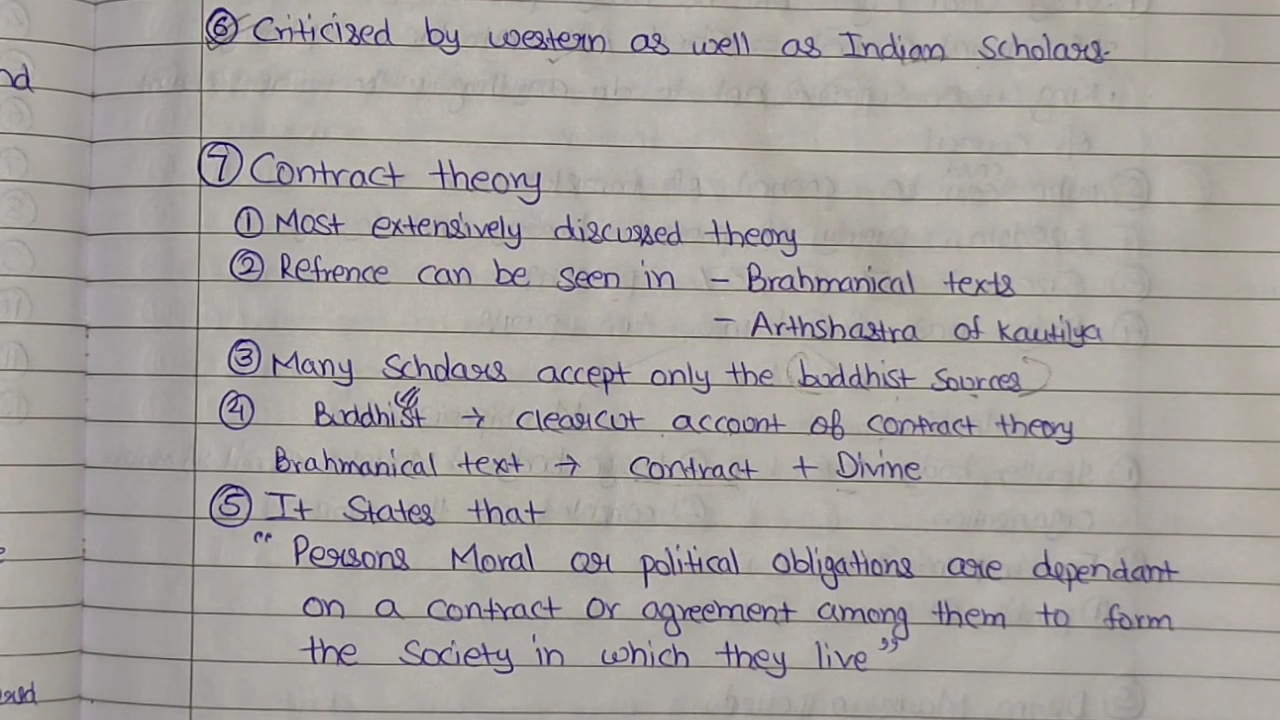 ⑥ Criticized by western as well as Indian Scholars.
nd
⑦ Contract theory
① Most extensively discussed theory
② Refrence can be seen in - Brahmanical texts
- Arthshastra of Kautilya
③ Many Scholars accept only the (buddhist Sources)
④ Buddhist → clearcut account of contract theory
Brahmanical text → contract + Divine
⑤ It States that
"Persons Moral or political obligations are dependant
on a contract or agreement among them to form
the Society in which they live"